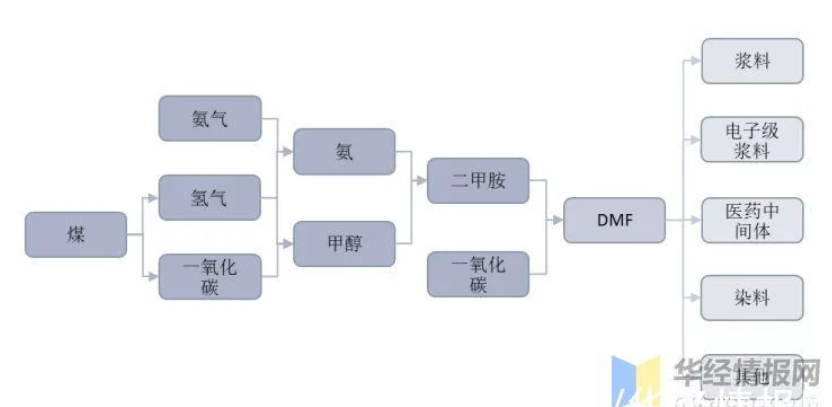 浆料
氨气
电子级
浆料
氨
二甲胺
氢气
医药中
间体
DMF
煤
甲醇
一氧化
碳
一氧化
碳
染料
华经情报网
其他